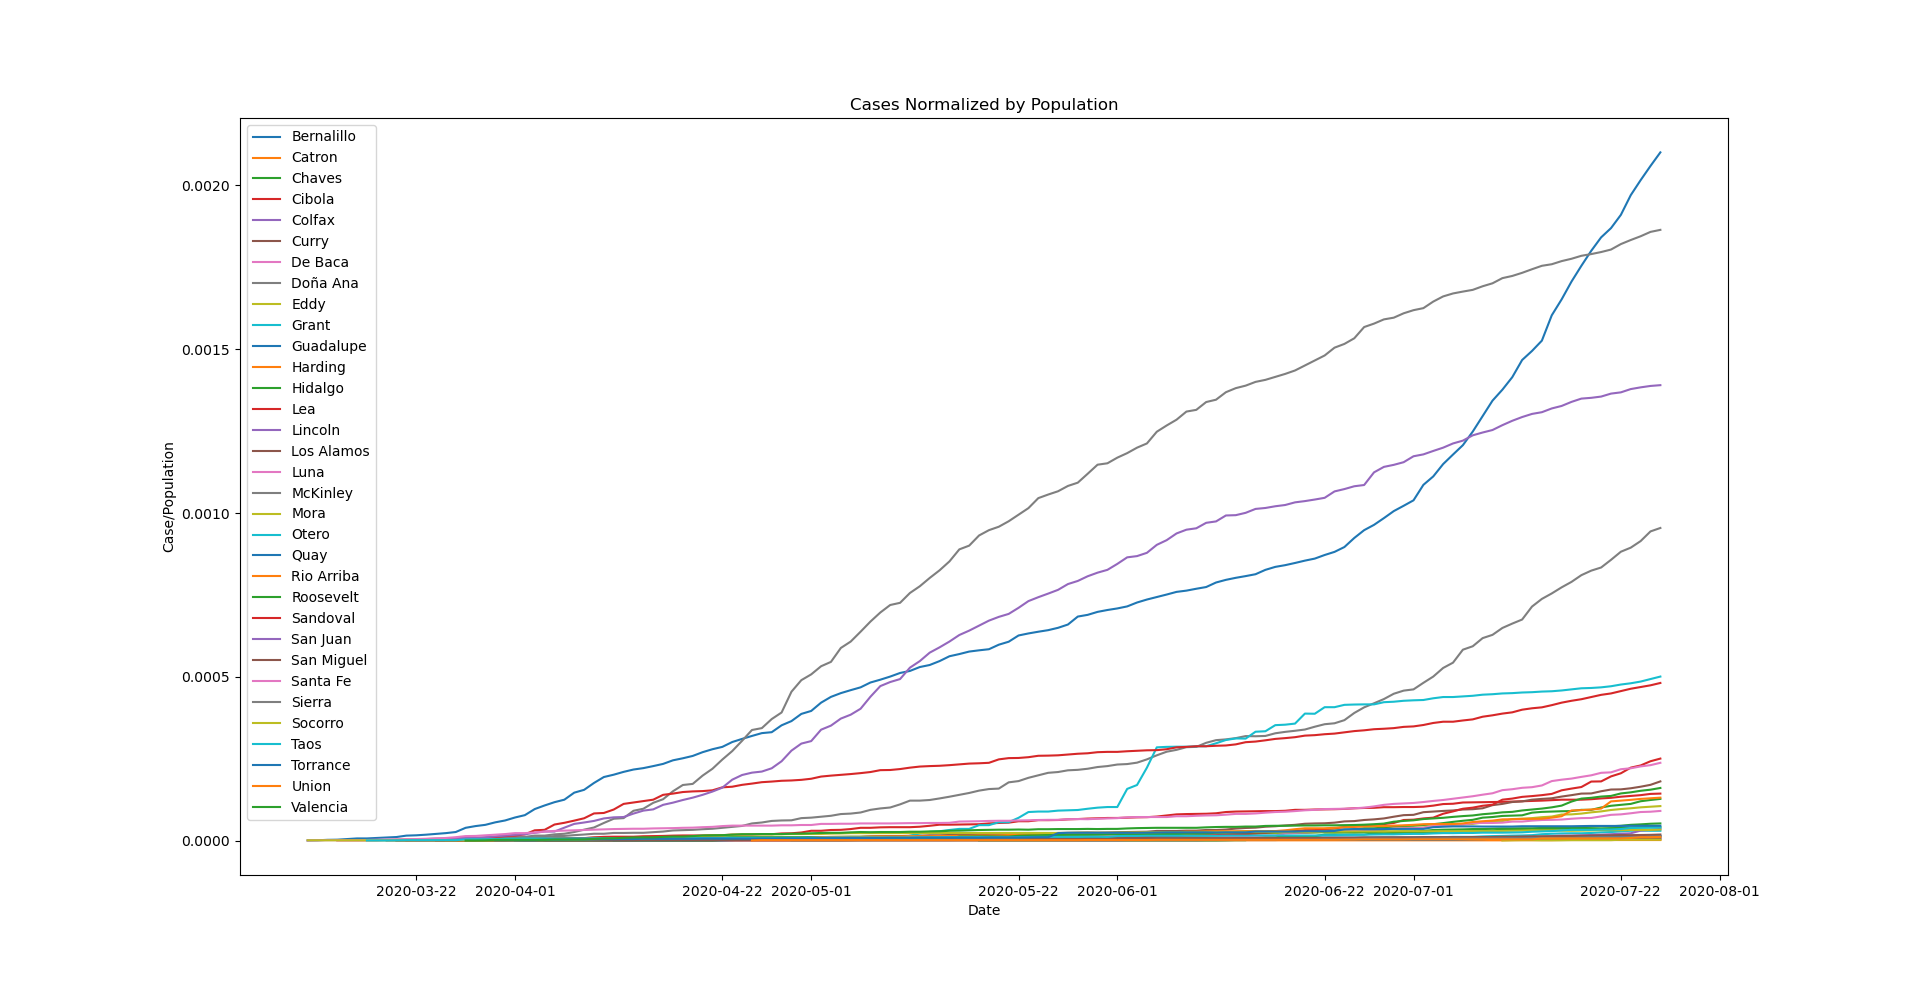 Cases Normalized by Population
Bernalillo
Catron
Chaves
Cibola
Colfax
Curry
De Baca
Doña Ana
Eddy
Grant
Guadalupe
Harding
Hidalgo
Lea
Lincoln
Los Alamos
Luna
McKinley
Mora
Otero
Quay
Rio Arriba
Roosevelt
Sandoval
San Juan
San Miguel
Santa Fe
Sierra
Socorro
Taos
Torrance
Union
Valencia
Case/Population
0.0020
0.0015
0.0010
0.0005
0.0000
2020-03-22 2020-04-01 2020-04-22 2020-05-01 2020-05-22 2020-06-01 2020-06-22 2020-07-01 2020-07-22 2020-08-01
Date